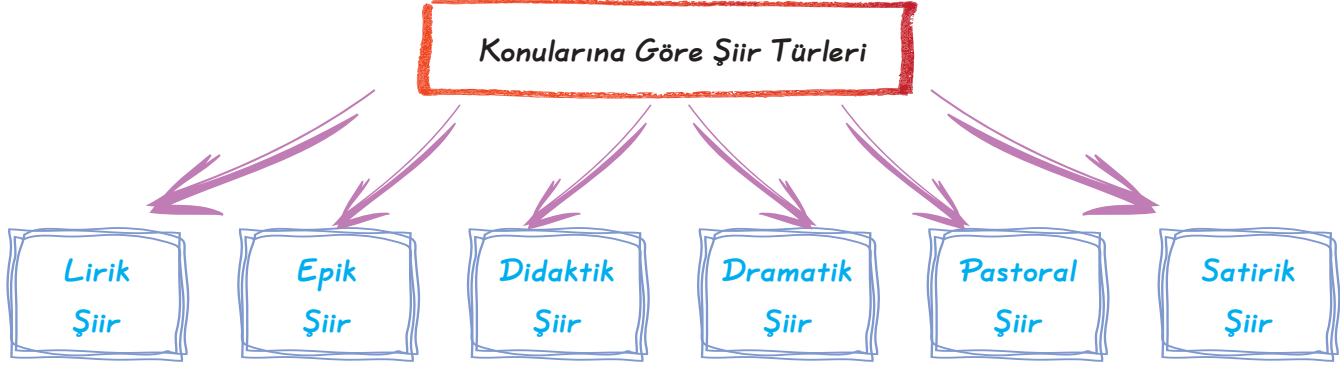 Konularına Göre Şiir Türleri
Lirik
Şiir
Epik
Şiir
Didaktik
Şiir
Dramatik
Şiir
Pastoral
Şiir
Satirik
Şiir